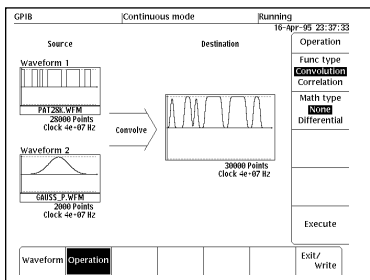 GPIB Continuous mode Running
16-Apr-95 23:37:33
Source Destination
Waveform 1
PAT28K.WFM
28000 Points
Clock 4e+07 Hz
Convolve
30000 Points
Clock 4e+07 Hz
Waveform 2
GAUSS_P.WFM
2000 Points
Clock 4e+07 Hz
Operation
Func type
Convolution
Correlation
Math type
None
Differential
Execute
Waveform Operation
Exit/
Write